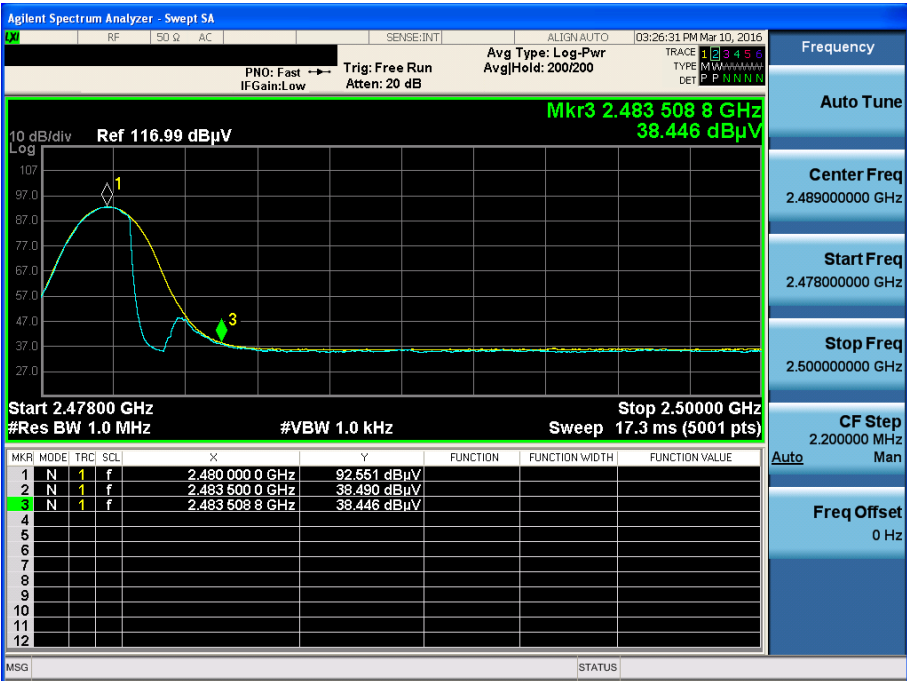 Agilent Spectrum Analyzer - Swept SA
LXI RF 50 Ω AC SENSE:INT ALIGN AUTO 03:26:31 PM Mar 10, 2016
PNO: Fast
IFGain:Low
Trig: Free Run
Atten: 20 dB
Avg Type: Log-Pwr
Avg|Hold: 200/200
TRACE 1 2 3 4 5 6
TYPE MWWWWW
DET P P N N N N
Mkr3 2.483 508 8 GHz
38.446 dBµV
10 dB/div Ref 116.99 dBµV
Log
107
97.0
87.0
77.0
67.0
57.0
47.0
37.0
27.0
1
3
Start 2.47800 GHz Stop 2.50000 GHz
#Res BW 1.0 MHz #VBW 1.0 kHz Sweep 17.3 ms (5001 pts)
MKR MODE TRC SCL X Y FUNCTION FUNCTION WIDTH FUNCTION VALUE
1 N 1 f 2.480 000 0 GHz 92.551 dBµV
2 N 1 f 2.483 500 0 GHz 38.490 dBµV
3 N 1 f 2.483 508 8 GHz 38.446 dBµV
4
5
6
7
8
9
10
11
12
MSG STATUS
Frequency
Auto Tune
Center Freq
2.489000000 GHz
Start Freq
2.478000000 GHz
Stop Freq
2.500000000 GHz
CF Step
2.200000 MHz
Auto Man
Freq Offset
0 Hz